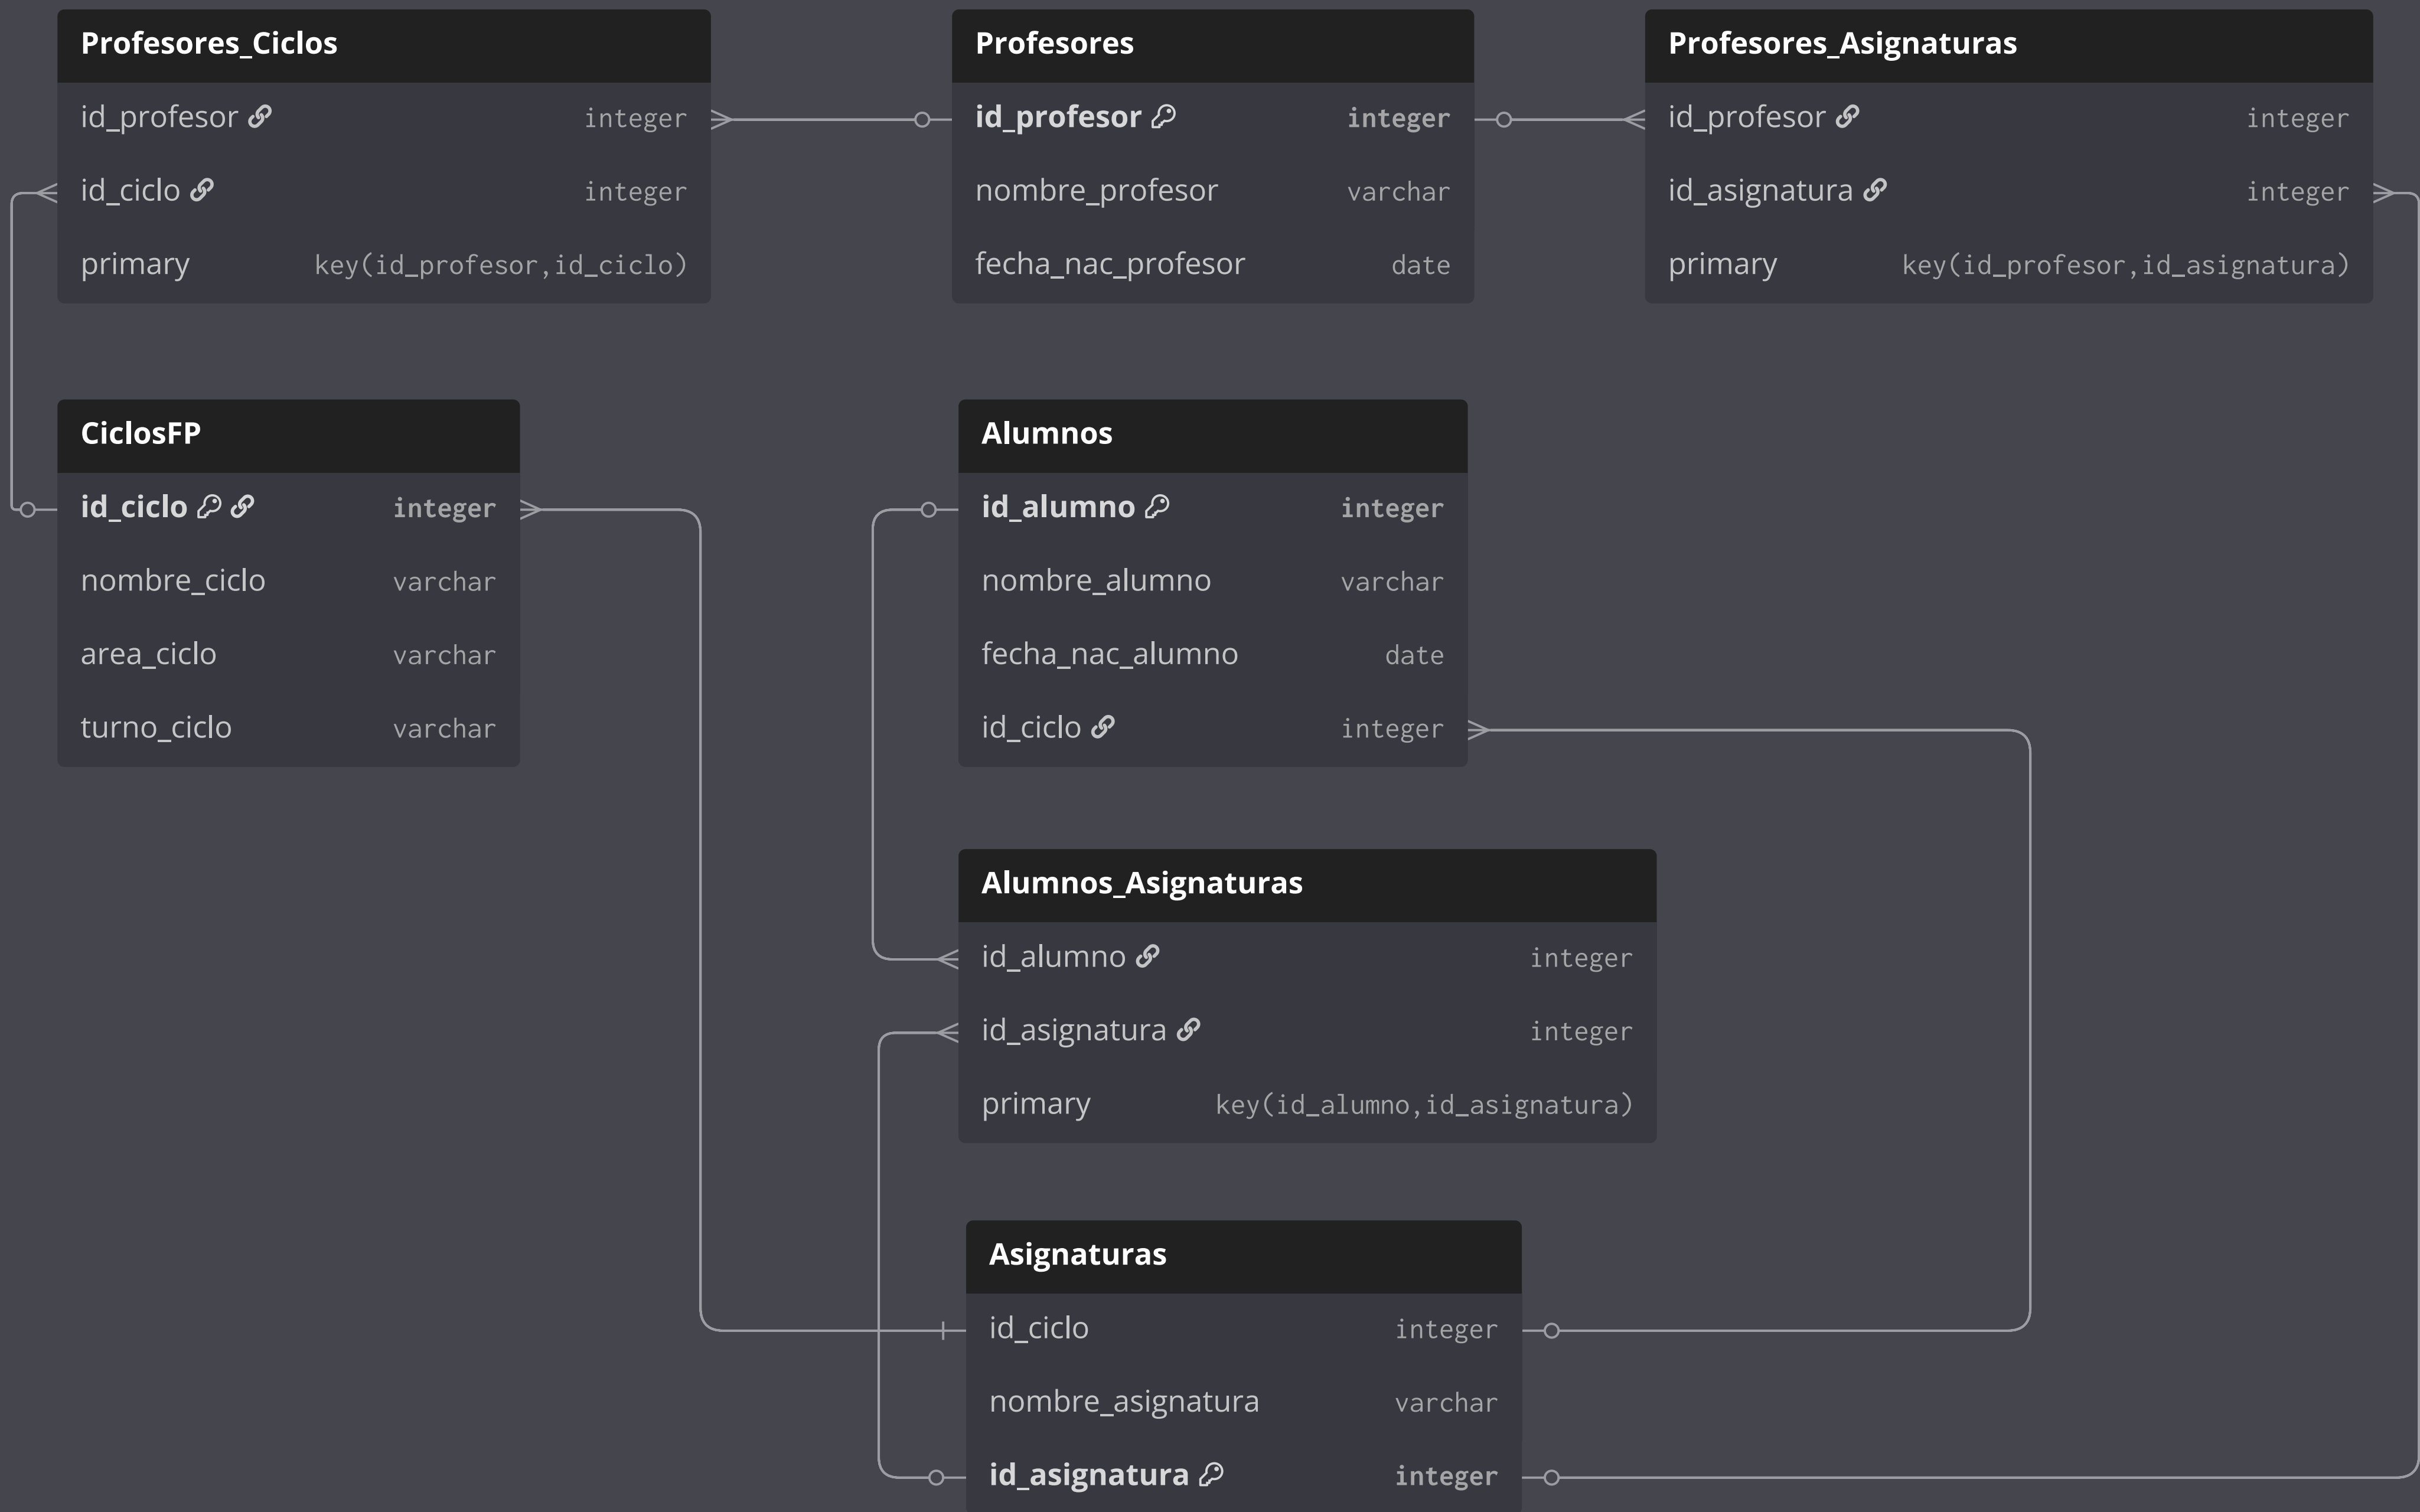 Profesores_Ciclos
id_profesor integer
id_ciclo integer
primary key(id_profesor,id_ciclo)
Profesores
id_profesor integer
nombre_profesor varchar
fecha_nac_profesor date
Profesores_Asignaturas
id_profesor integer
id_asignatura integer
primary key(id_profesor,id_asignatura)
CiclosFP
id_ciclo integer
nombre_ciclo varchar
area_ciclo varchar
turno_ciclo varchar
Alumnos
id_alumno integer
nombre_alumno varchar
fecha_nac_alumno date
id_ciclo integer
Alumnos_Asignaturas
id_alumno integer
id_asignatura integer
primary key(id_alumno,id_asignatura)
Asignaturas
id_ciclo integer
nombre_asignatura varchar
id_asignatura integer